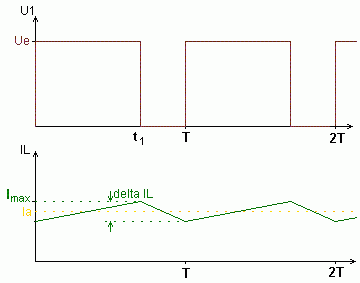 U1
Ue
t1 T 2T
IL
Imax
delta IL
Ia
T 2T